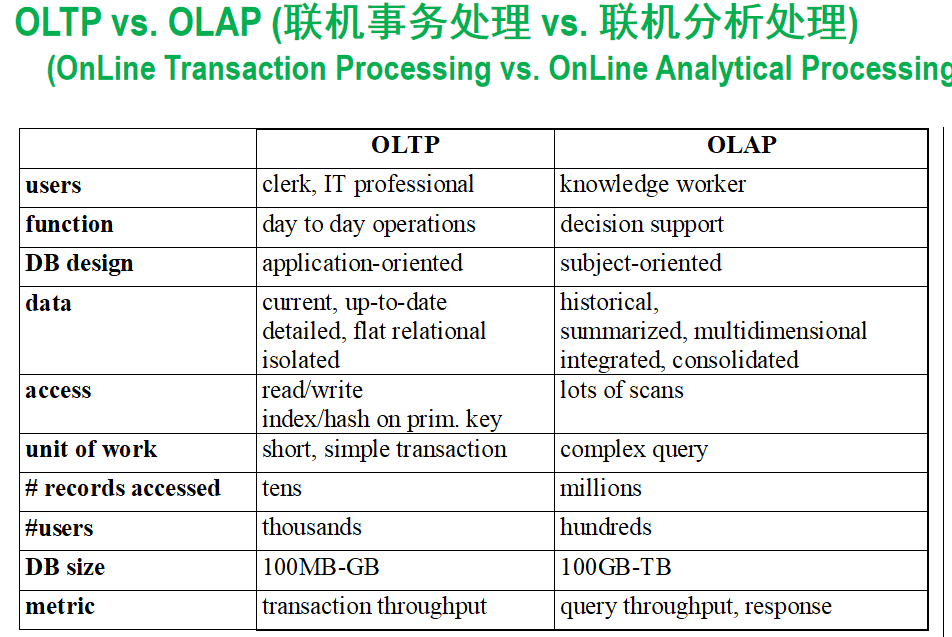 OLTP vs. OLAP (联机事务处理 vs. 联机分析处理)
(OnLine Transaction Processing vs. OnLine Analytical Processing
OLTP OLAP
users clerk, IT professional knowledge worker
function day to day operations decision support
DB design application-oriented subject-oriented
data current, up-to-date historical,
detailed, flat relational summarized, multidimensional
isolated integrated, consolidated
access read/write lots of scans
index/hash on prim. key
unit of work short, simple transaction complex query
# records accessed tens millions
#users thousands hundreds
DB size 100MB-GB 100GB-TB
metric transaction throughput query throughput, response